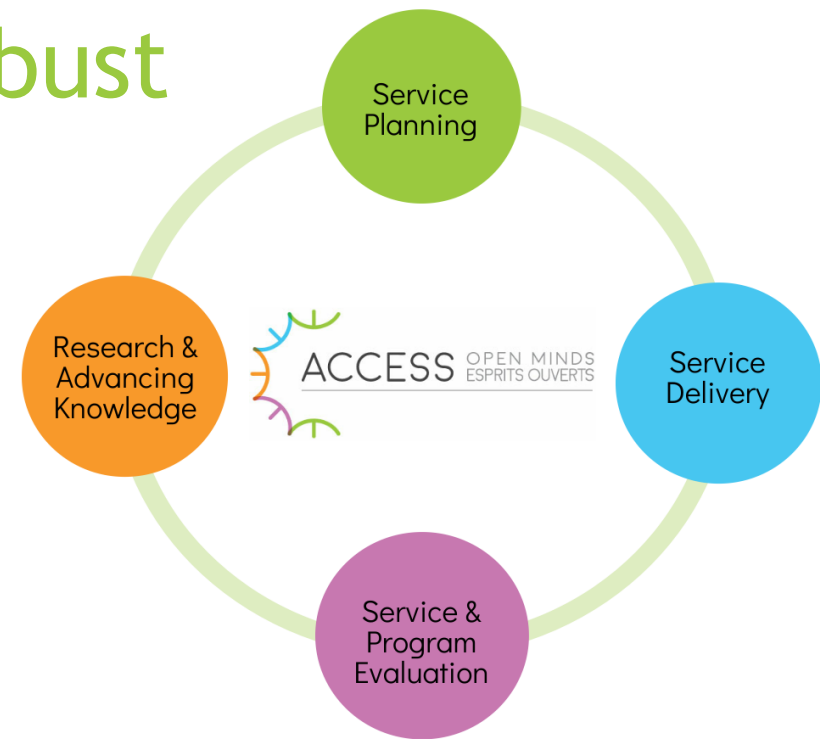 bust
Service
Planning
Research &
Advancing
Knowledge
ACCESS
OPEN MINDS
ESPRITS OUVERTS
Service
Delivery
Service &
Program
Evaluation